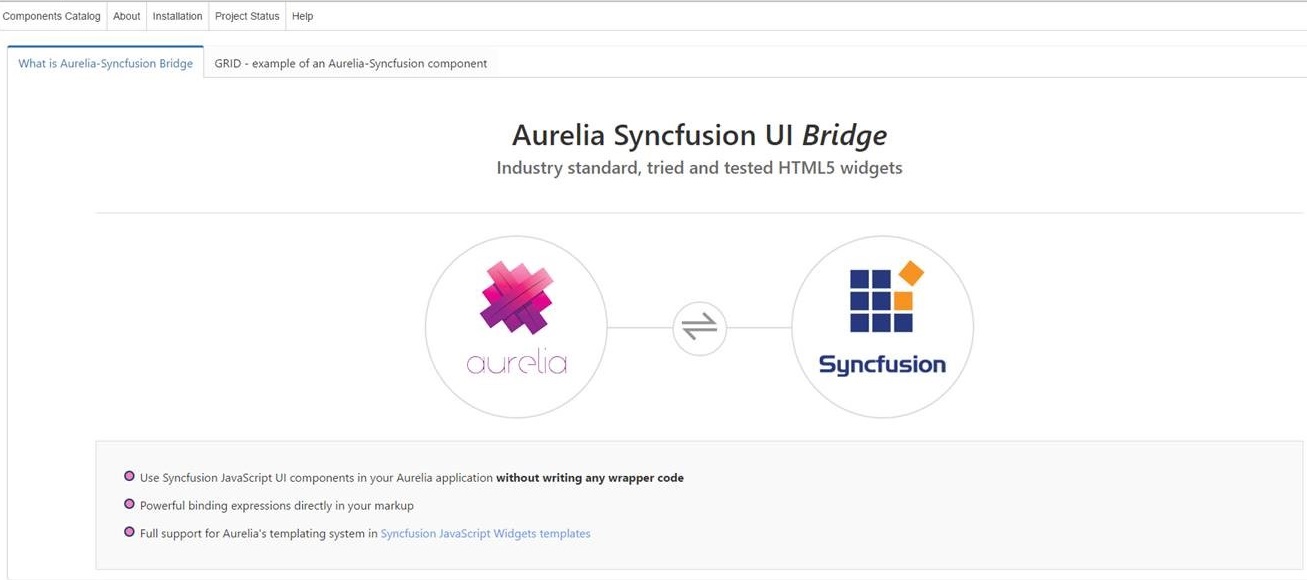 Components Catalog About Installation Project Status Help
What is Aurelia-Syncfusion Bridge GRID - example of an Aurelia-Syncfusion component
Aurelia Syncfusion UI Bridge
Industry standard, tried and tested HTML5 widgets
aurelia
Syncfusion
Use Syncfusion JavaScript UI components in your Aurelia application without writing any wrapper code
Powerful binding expressions directly in your markup
Full support for Aurelia's templating system in Syncfusion JavaScript Widgets templates